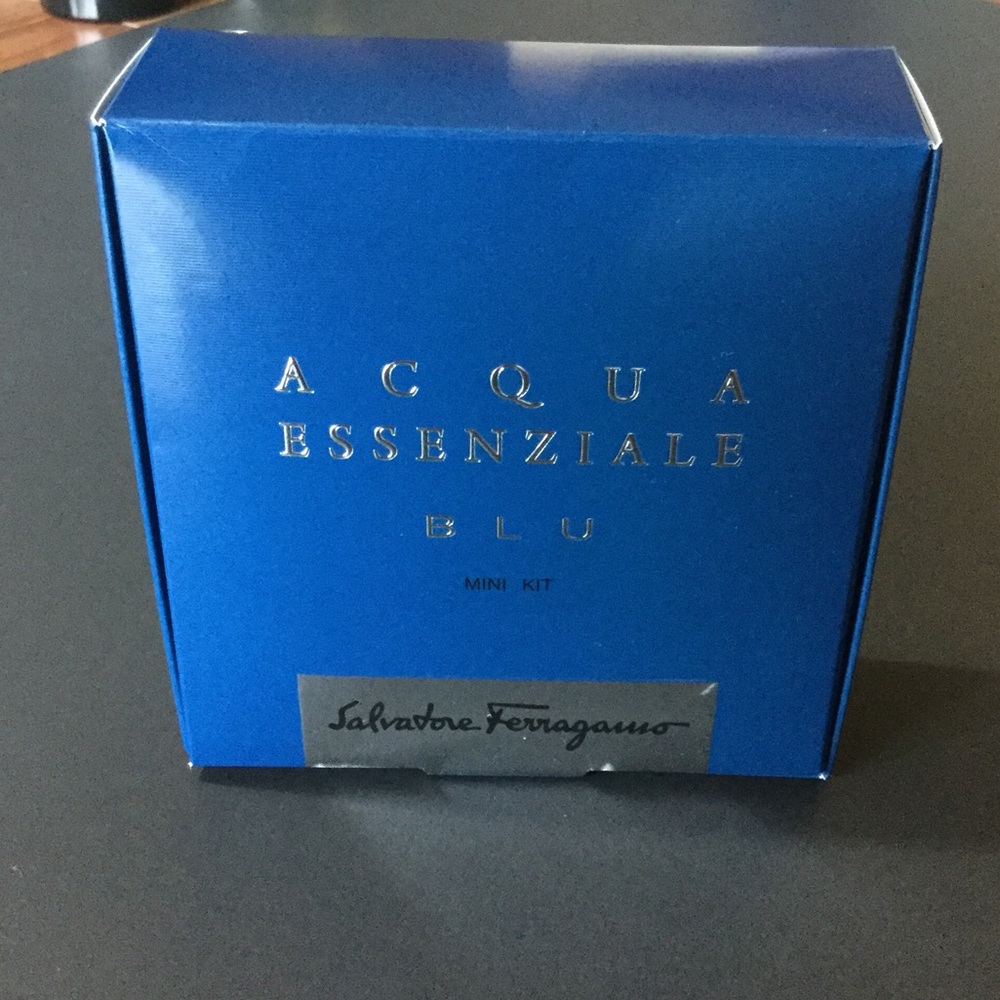 ACQUA
ESSENZIALE
BLU
MINI KIT
Salvatore Ferragamo